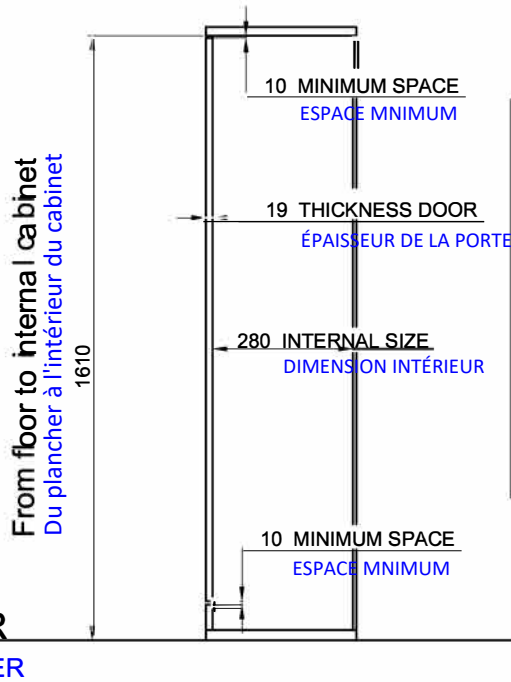 10 MINIMUM SPACE
ESPACE MNIMUM
19 THICKNESS DOOR
ÉPAISSEUR DE LA PORTE
From floor to internal cabinet
Du plancher à l'intérieur du cabinet
1610
280 INTERNAL SIZE
DIMENSION INTÉRIEUR
10 MINIMUM SPACE
ESPACE MNIMUM
R
ER